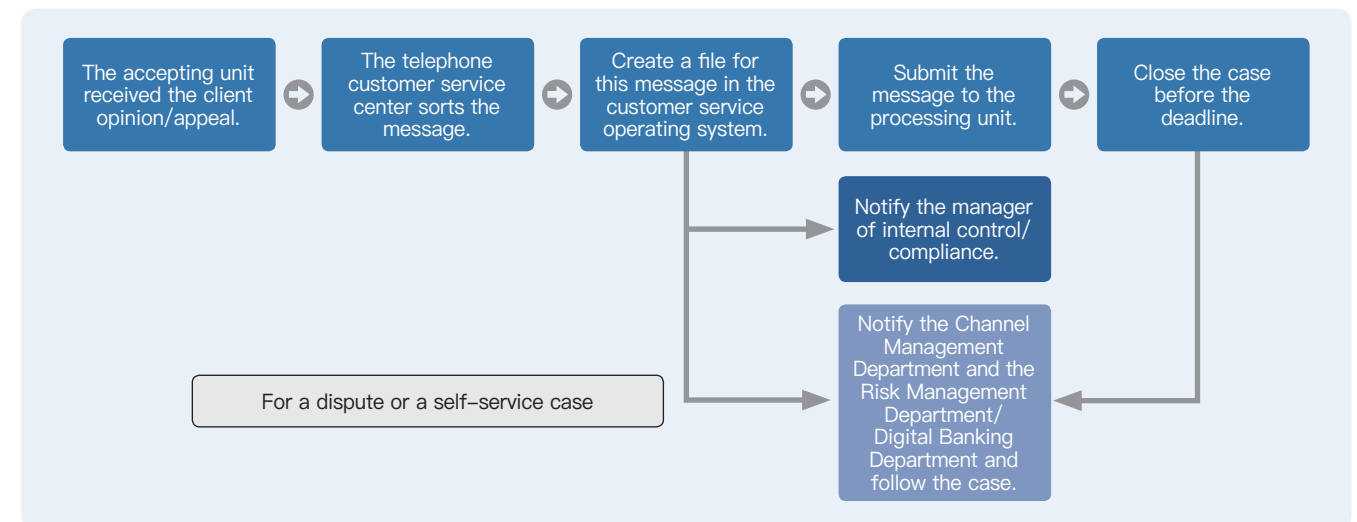 The accepting unit
received the client
opinion/appeal.
The telephone
customer service
center sorts the
message.
Create a file for
this message in the
customer service
operating system.
Submit the
message to the
processing unit.
Close the case
before the
deadline.
Notify the manager
of internal control/
compliance.
Notify the Channel
Management
Department and the
Risk Management
Department/
Digital Banking
Department and
follow the case.
For a dispute or a self-service case